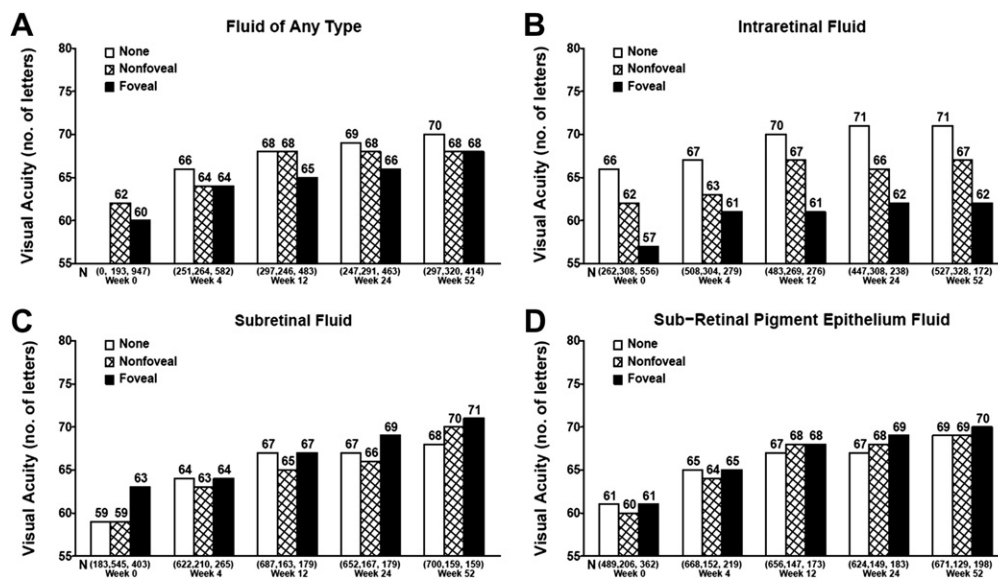 A
Fluid of Any Type
Visual Acuity (no. of letters)
80
75
70
65
60
55
None
Nonfoveal
Foveal
62 60
66 64 64
68 68 65
69 68 66
70 68 68
N (0, 193, 947) (251,264, 582) (297,246, 483) (247,291, 463) (297,320, 414)
Week 0 Week 4 Week 12 Week 24 Week 52
B
Intraretinal Fluid
Visual Acuity (no. of letters)
80
75
70
65
60
55
None
Nonfoveal
Foveal
66 62 57
67 63 61
70 67 61
71 66 62
71 67 62
N (262,308, 556) (508,304, 279) (483,269, 276) (447,308, 238) (527,328, 172)
Week 0 Week 4 Week 12 Week 24 Week 52
C
Subretinal Fluid
Visual Acuity (no. of letters)
80
75
70
65
60
55
None
Nonfoveal
Foveal
59 59 63
64 63 64
67 65 67
67 66 69
68 70 71
N (183,545, 403) (622,210, 265) (687,163, 179) (652,167, 179) (700,159, 159)
Week 0 Week 4 Week 12 Week 24 Week 52
D
Sub-Retinal Pigment Epithelium Fluid
Visual Acuity (no. of letters)
80
75
70
65
60
55
None
Nonfoveal
Foveal
61 60 61
65 64 65
67 68 68
67 68 69
69 69 70
N (489,206, 362) (668,152, 219) (656,147, 173) (624,149, 183) (671,129, 198)
Week 0 Week 4 Week 12 Week 24 Week 52